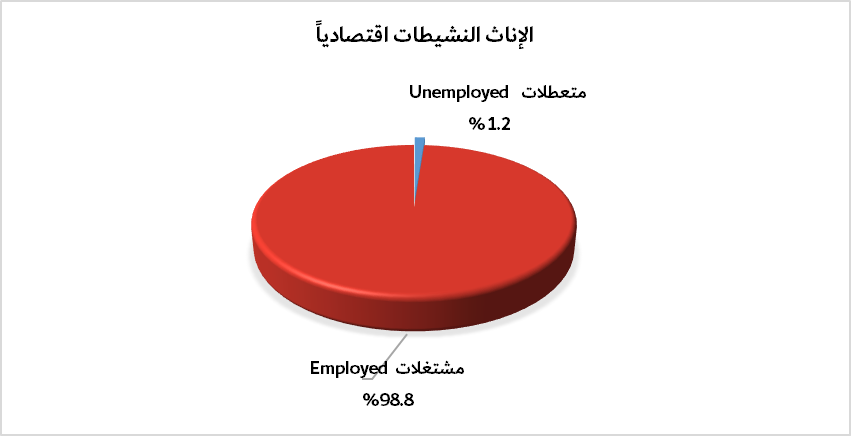 الإناث النشيطات اقتصادياً
متعطلات Unemployed
%1.2
مشتغلات Employed
%98.8